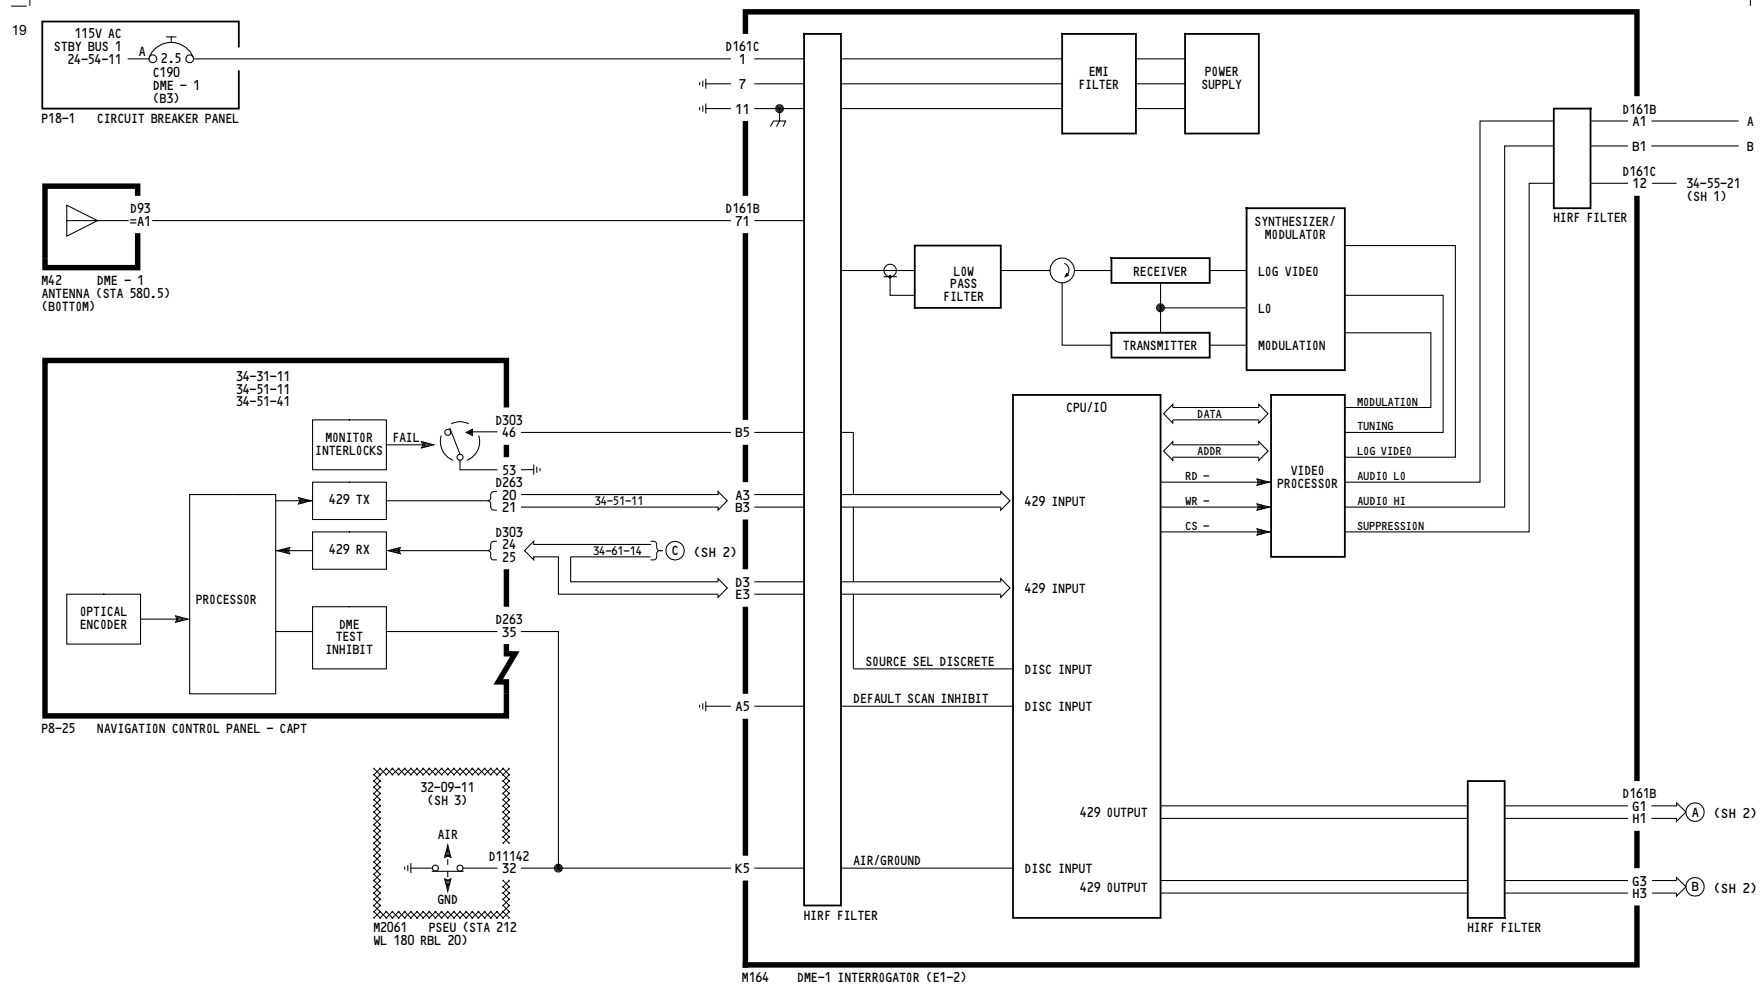 19
115V AC
STBY BUS 1
24-54-11
A
2.5
C190
DME - 1
(B3)
P18-1 CIRCUIT BREAKER PANEL
D161C
1
7
11
EMI
FILTER
POWER
SUPPLY
D161B
A1
A
B1
B
D161C
12
34-55-21
(SH 1)
HIRF FILTER
D93
=A1
D161B
71
M42 DME - 1
ANTENNA (STA 580.5)
(BOTTOM)
LOW
PASS
FILTER
RECEIVER
TRANSMITTER
SYNTHESIZER/
MODULATOR
LOG VIDEO
LO
MODULATION
34-31-11
34-51-11
34-51-41
MONITOR
INTERLOCKS
FAIL
D303
46
53
D263
20
21
429 TX
34-51-11
D303
24
25
429 RX
34-61-14
C (SH 2)
OPTICAL
ENCODER
PROCESSOR
DME
TEST
INHIBIT
D263
35
P8-25 NAVIGATION CONTROL PANEL - CAPT
B5
A3
B3
D3
E3
A5
K5
CPU/IO
429 INPUT
429 INPUT
SOURCE SEL DISCRETE
DISC INPUT
DEFAULT SCAN INHIBIT
DISC INPUT
429 OUTPUT
AIR/GROUND
DISC INPUT
429 OUTPUT
DATA
ADDR
RD -
WR -
CS -
VIDEO
PROCESSOR
MODULATION
TUNING
LOG VIDEO
AUDIO LO
AUDIO HI
SUPPRESSION
32-09-11
(SH 3)
AIR
GND
D11142
32
M2061 PSEU (STA 212
WL 180 RBL 20)
HIRF FILTER
D161B
G1
H1
A (SH 2)
G3
H3
B (SH 2)
HIRF FILTER
M164 DME-1 INTERROGATOR (E1-2)